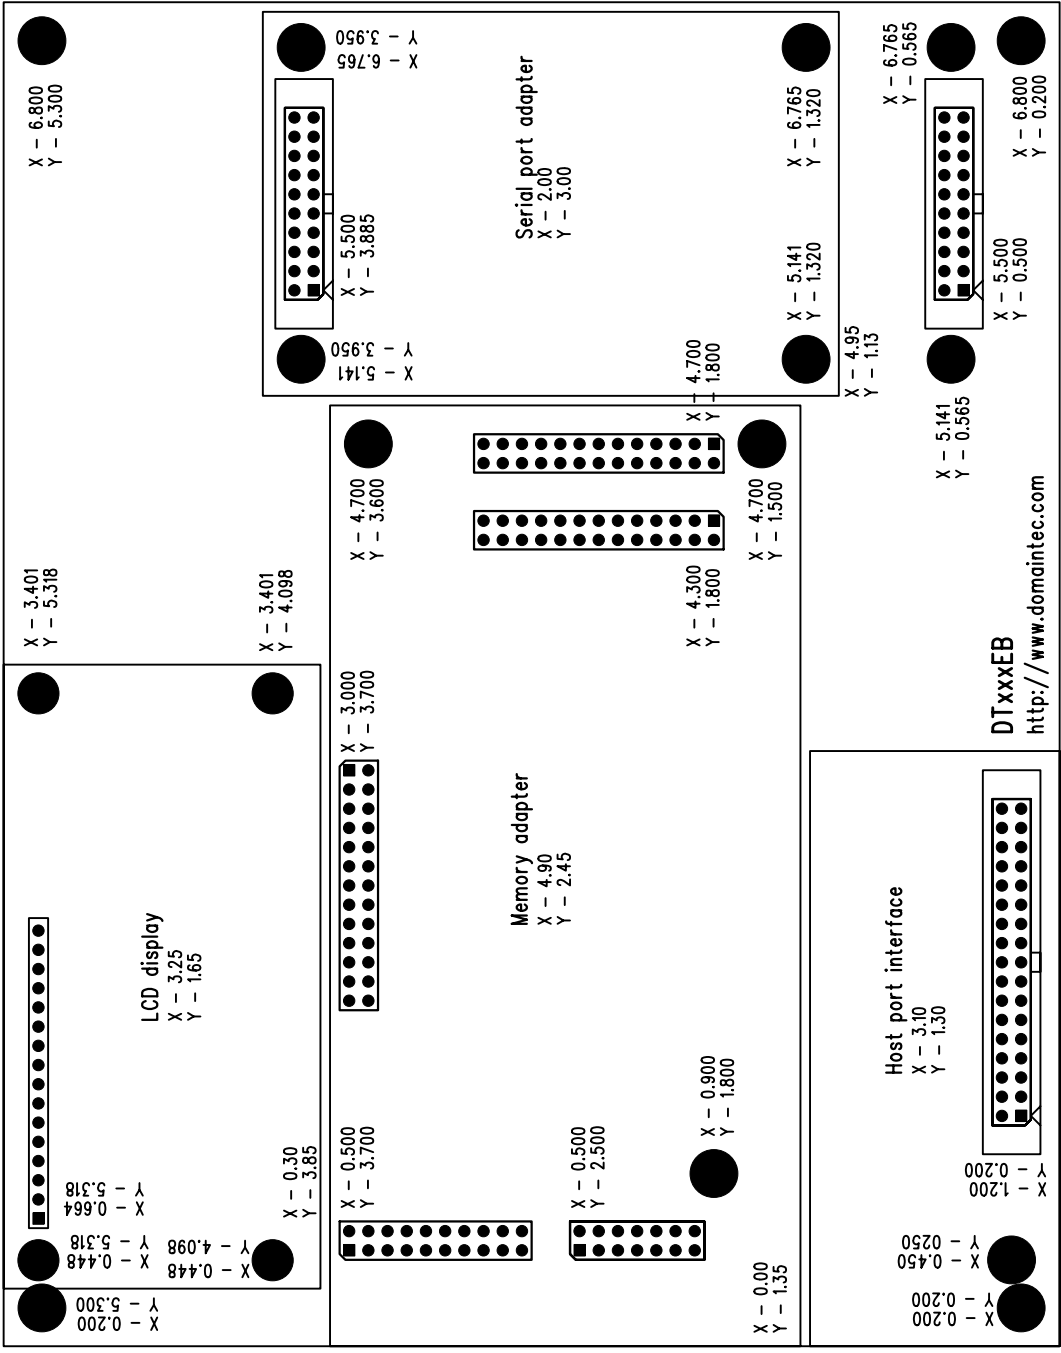 X - 6.800
Y - 5.300
X - 6.765
Y - 3.950
X - 5.500
Y - 3.885
X - 5.141
Y - 3.950
Serial port adapter
X - 2.00
Y - 3.00
X - 6.765
Y - 1.320
X - 5.141
Y - 1.320
X - 4.95
Y - 1.13
X - 6.765
Y - 0.565
X - 6.800
Y - 0.200
X - 5.500
Y - 0.500
X - 5.141
Y - 0.565
X - 4.700
Y - 1.800
X - 4.700
Y - 3.600
X - 4.700
Y - 1.500
X - 4.300
Y - 1.800
X - 3.401
Y - 5.318
X - 3.401
Y - 4.098
X - 3.000
Y - 3.700
DTxxxEB
http://www.domaintec.com
LCD display
X - 3.25
Y - 1.65
Memory adapter
X - 4.90
Y - 2.45
Host port interface
X - 3.10
Y - 1.30
X - 0.664
Y - 5.318
X - 0.448
Y - 5.318
X - 0.448
Y - 4.098
X - 0.200
Y - 5.300
X - 0.30
Y - 3.85
X - 0.500
Y - 3.700
X - 0.500
Y - 2.500
X - 0.900
Y - 1.800
X - 0.00
Y - 1.35
X - 1.200
Y - 0.200
X - 0.450
Y - 0250
X - 0.200
Y - 0.200